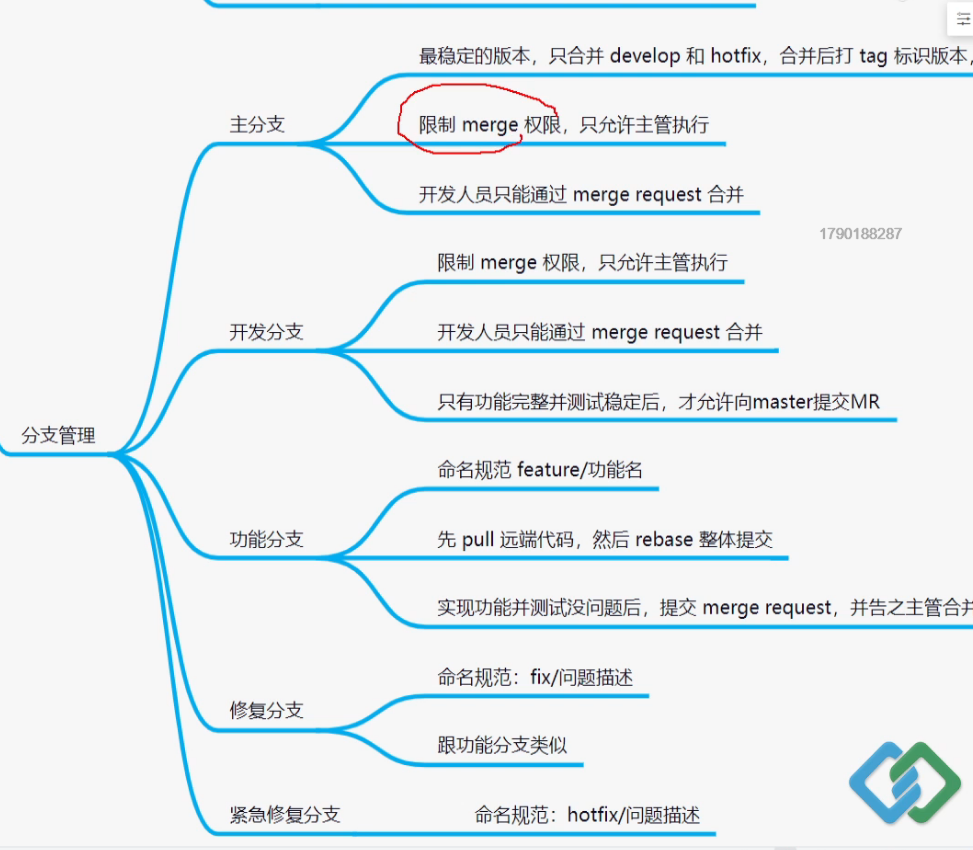 最稳定的版本，只合并 develop 和 hotfix，合并后打 tag 标识版本，
主分支
限制 merge 权限，只允许主管执行
开发人员只能通过 merge request 合并
1790188287
限制 merge 权限，只允许主管执行
开发分支
开发人员只能通过 merge request 合并
只有功能完整并测试稳定后，才允许向master提交MR
分支管理
命名规范 feature/功能名
功能分支
先 pull 远端代码，然后 rebase 整体提交
实现功能并测试没问题后，提交 merge request，并告之主管合并
命名规范：fix/问题描述
修复分支
跟功能分支类似
紧急修复分支
命名规范：hotfix/问题描述